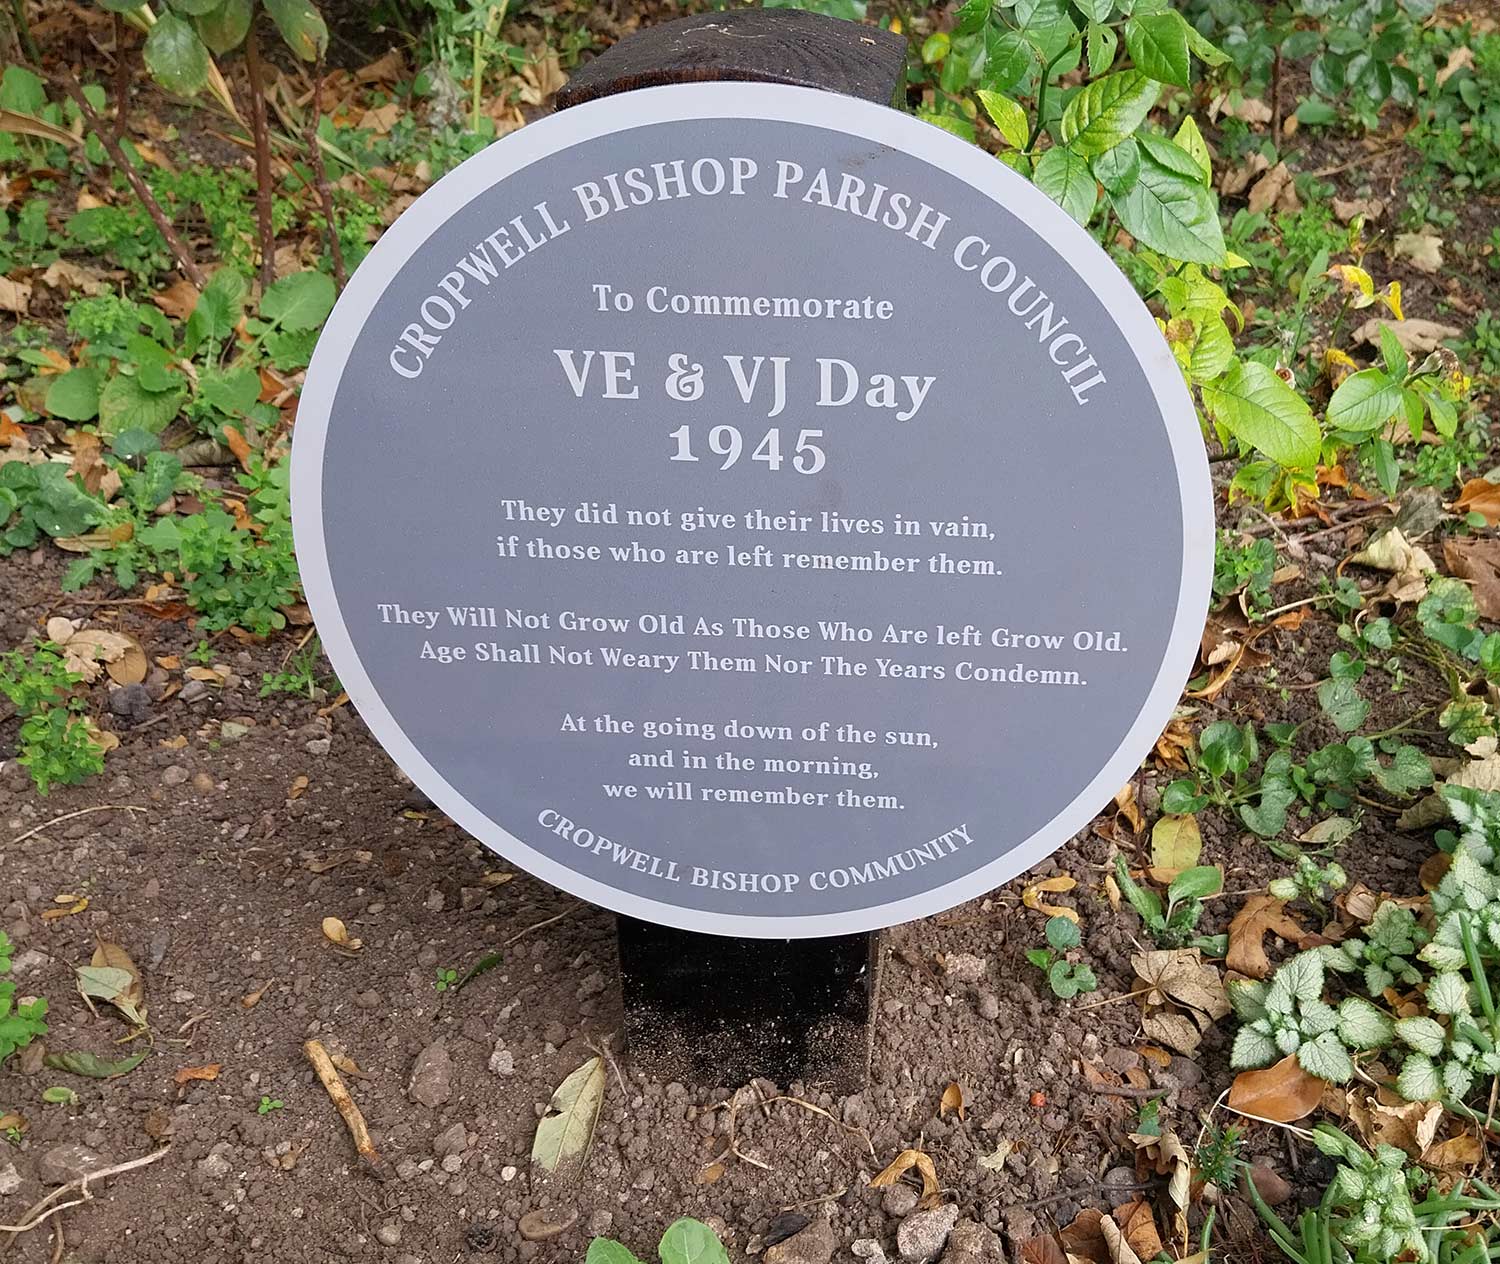 CROPWELL BISHOP PARISH COUNCIL
To Commemorate
VE & VJ Day
1945
They did not give their lives in vain,
if those who are left remember them.
They Will Not Grow Old As Those Who Are left Grow Old.
Age Shall Not Weary Them Nor The Years Condemn.
At the going down of the sun,
and in the morning,
we will remember them.
CROPWELL BISHOP COMMUNITY